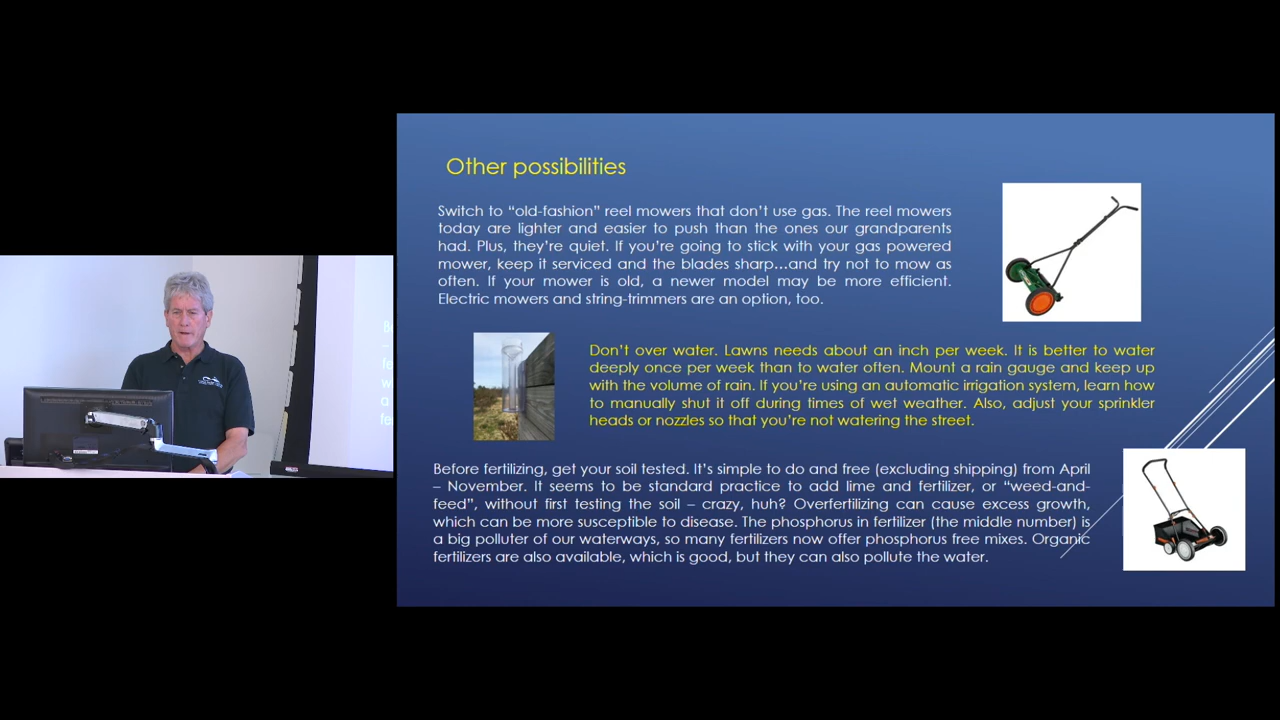 Other possibilities
Switch to “old-fashion” reel mowers that don’t use gas. The reel mowers
today are lighter and easier to push than the ones our grandparents
had. Plus, they’re quiet. If you’re going to stick with your gas powered
mower, keep it serviced and the blades sharp…and try not to mow as
often. If your mower is old, a newer model may be more efficient.
Electric mowers and string-trimmers are an option, too.
Don’t over water. Lawns needs about an inch per week. It is better to water
deeply once per week than to water often. Mount a rain gauge and keep up
with the volume of rain. If you’re using an automatic irrigation system, learn how
to manually shut it off during times of wet weather. Also, adjust your sprinkler
heads or nozzles so that you’re not watering the street.
Before fertilizing, get your soil tested. It’s simple to do and free (excluding shipping) from April
– November. It seems to be standard practice to add lime and fertilizer, or “weed-and-
feed”, without first testing the soil – crazy, huh? Overfertilizing can cause excess growth,
which can be more susceptible to disease. The phosphorus in fertilizer (the middle number) is
a big polluter of our waterways, so many fertilizers now offer phosphorus free mixes. Organic
fertilizers are also available, which is good, but they can also pollute the water.